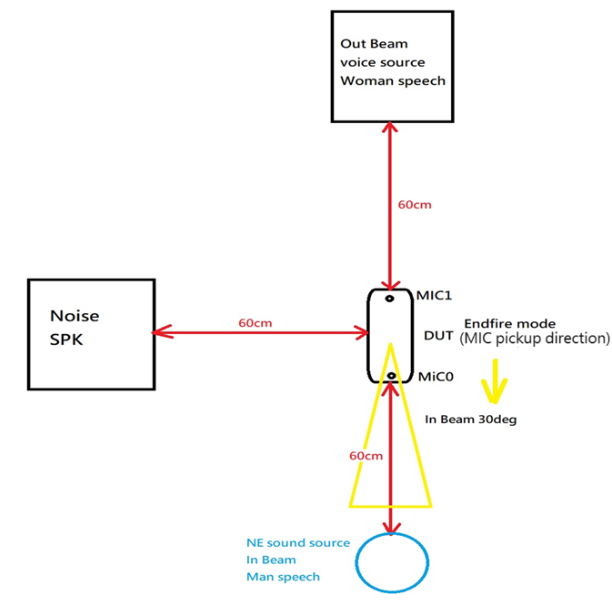 Out Beam
voice source
Woman speech
60cm
MIC1
Noise
SPK
60cm
DUT
Endfire mode
(MIC pickup direction)
MiC0
In Beam 30deg
60cm
NE sound source
In Beam
Man speech